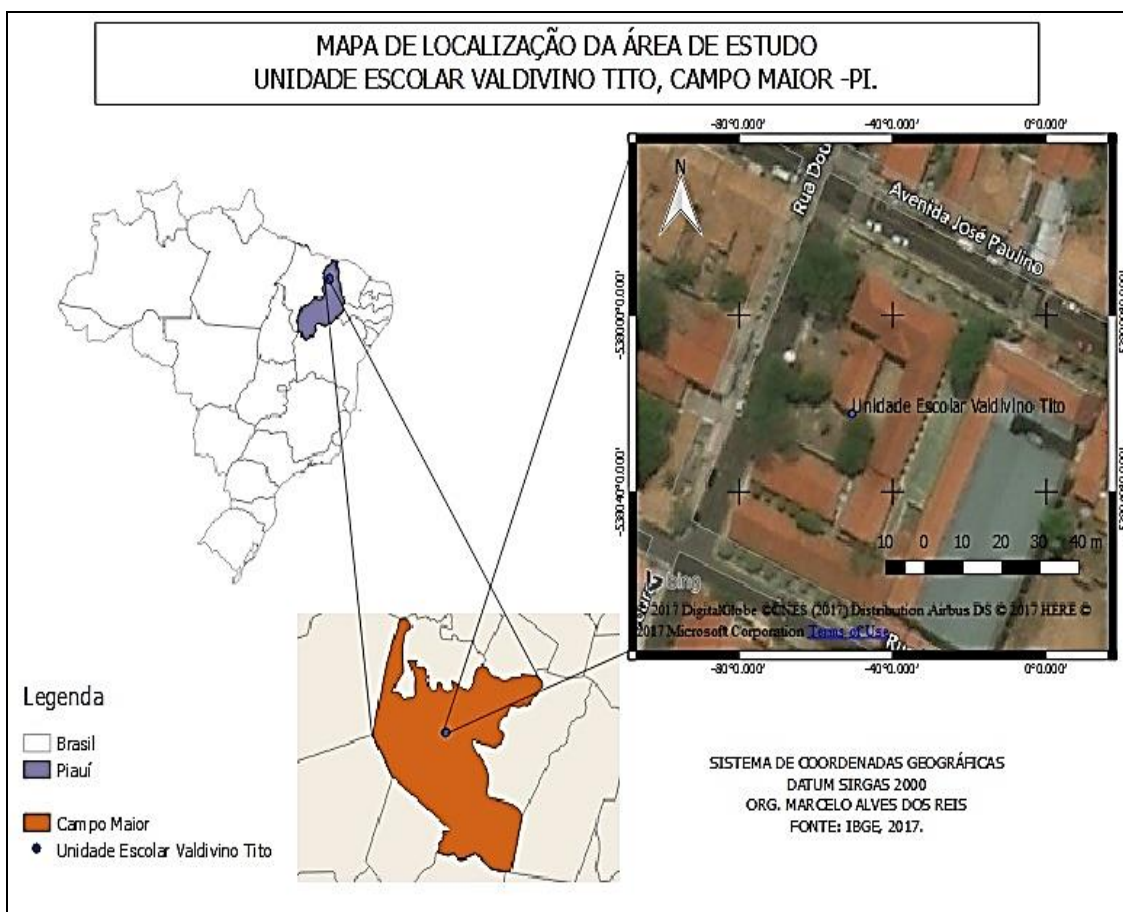 MAPA DE LOCALIZAÇÃO DA ÁREA DE ESTUDO
UNIDADE ESCOLAR VALDIVINO TITO, CAMPO MAIOR -PI.
-80°0.000' -40°0.000' 0°0.000'
N
Rua Dou
Avenida José Paulino
Unidade Escolar Valdivino Tito
10 0 10 20 30 40 m
bing
2017 DigitalGlobe ©CNES (2017) Distribution Airbus DS © 2017 HERE ©
2017 Microsoft Corporation Terms of Use
-80°0.000' -40°0.000' 0°0.000'
Legenda
Brasil
Piauí
Campo Maior
Unidade Escolar Valdivino Tito
SISTEMA DE COORDENADAS GEOGRÁFICAS
DATUM SIRGAS 2000
ORG. MARCELO ALVES DOS REIS
FONTE: IBGE, 2017.